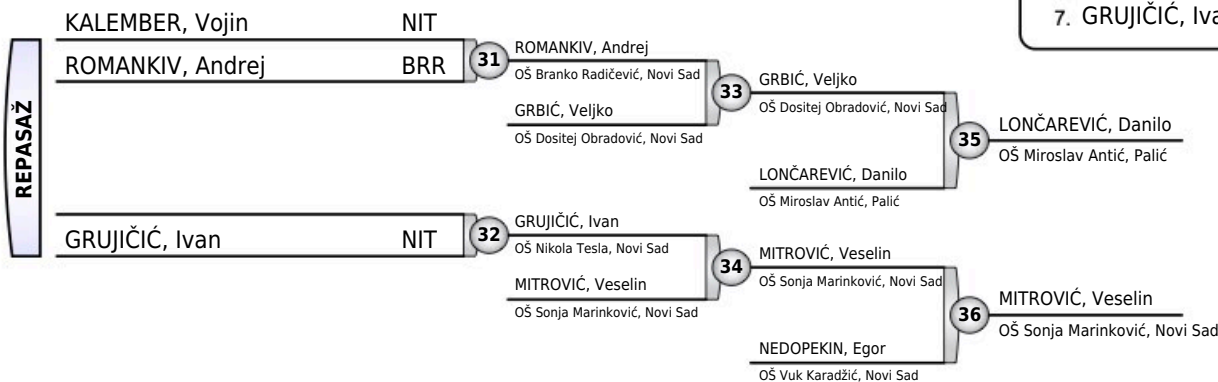 7. GRUJIČIĆ, Iva
REPASAŽ
KALEMBER, Vojin NIT
ROMANKIV, Andrej BRR
31
ROMANKIV, Andrej
OŠ Branko Radičević, Novi Sad
GRBIĆ, Veljko
OŠ Dositej Obradović, Novi Sad
33
GRBIĆ, Veljko
OŠ Dositej Obradović, Novi Sad
LONČAREVIĆ, Danilo
OŠ Miroslav Antić, Palić
35
LONČAREVIĆ, Danilo
OŠ Miroslav Antić, Palić
GRUJIČIĆ, Ivan NIT
32
GRUJIČIĆ, Ivan
OŠ Nikola Tesla, Novi Sad
MITROVIĆ, Veselin
OŠ Sonja Marinković, Novi Sad
34
MITROVIĆ, Veselin
OŠ Sonja Marinković, Novi Sad
NEDOPEKIN, Egor
OŠ Vuk Karadžić, Novi Sad
36
MITROVIĆ, Veselin
OŠ Sonja Marinković, Novi Sad